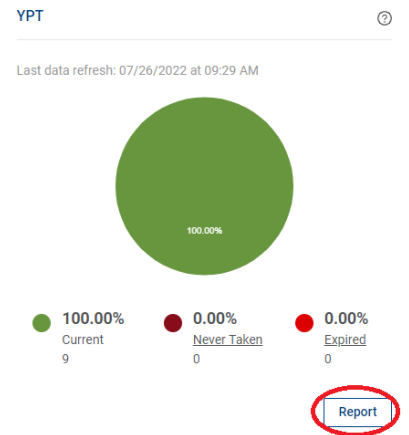 YPT
Last data refresh: 07/26/2022 at 09:29 AM
100.00%
100.00% 0.00% 0.00%
Current Never Taken Expired
9 0 0
Report